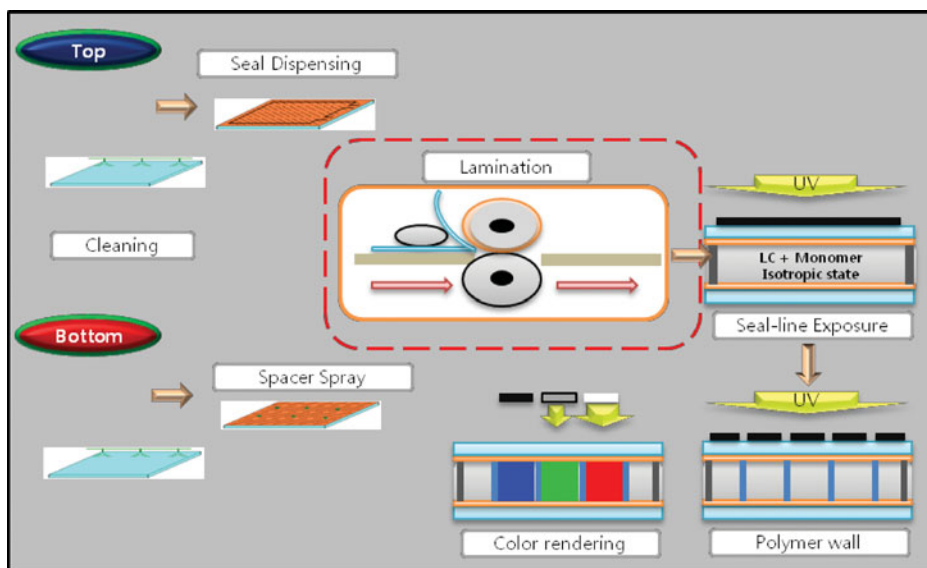 Top
Seal Dispensing
Lamination
UV
Cleaning
LC + Monomer
Isotropic state
Seal-line Exposure
Bottom
Spacer Spray
UV
Color rendering
Polymer wall